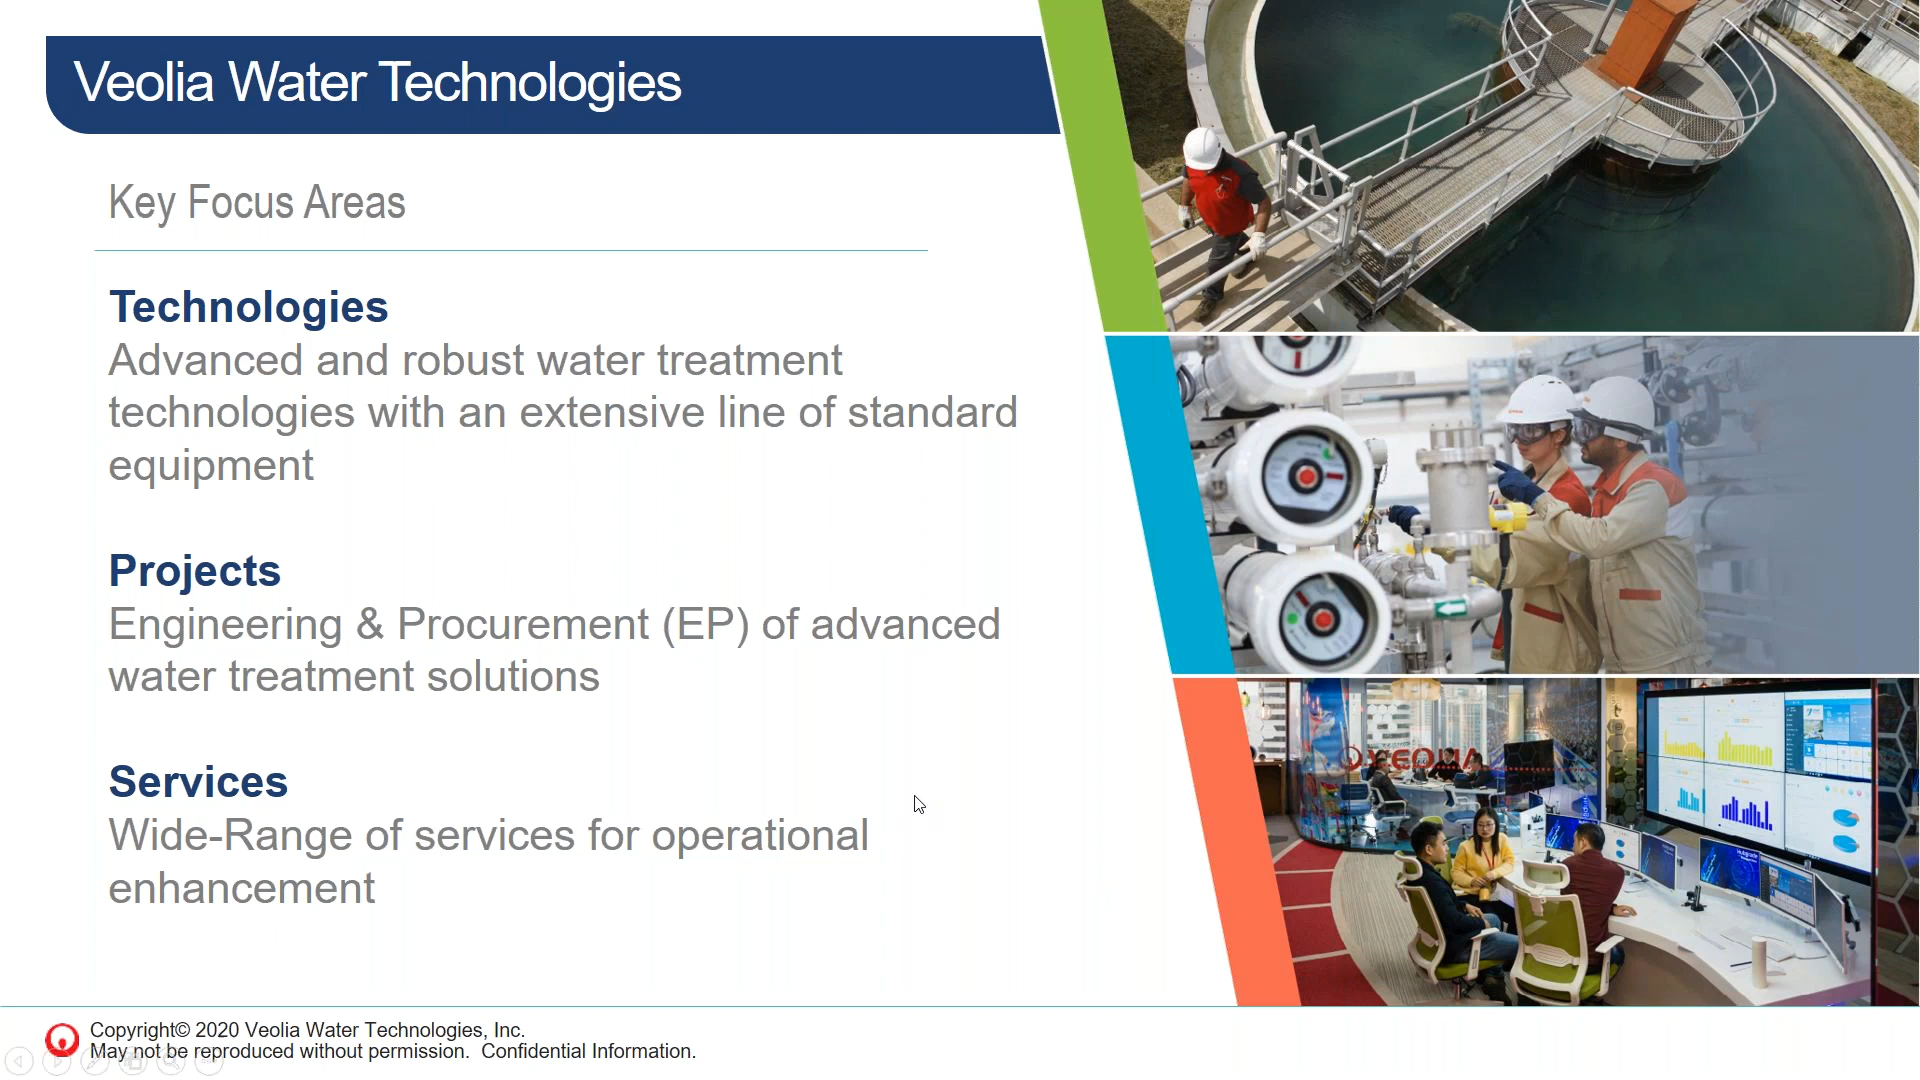 Veolia Water Technologies
Key Focus Areas
Technologies
Advanced and robust water treatment
technologies with an extensive line of standard
equipment
Projects
Engineering & Procurement (EP) of advanced
water treatment solutions
Services
Wide-Range of services for operational
enhancement
VEOLIA
Copyright© 2020 Veolia Water Technologies, Inc.
May not be reproduced without permission.  Confidential Information.